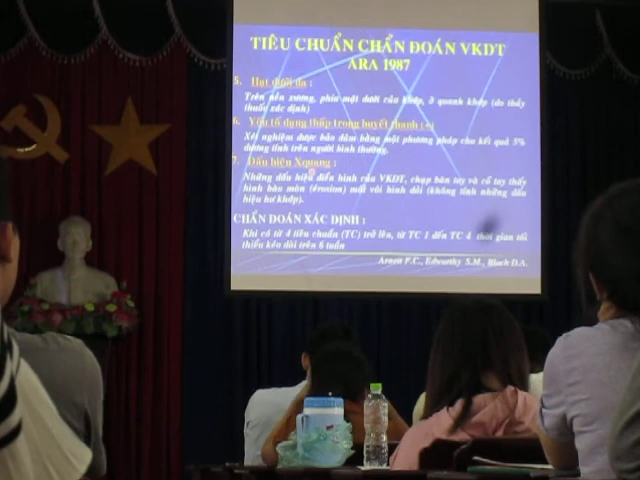 TIÊU CHUẨN CHẨN ĐOÁN VKDT
ARA 1987
5. Hạt dưới da :
Trên nền xương, phía mặt duỗi của khớp, ở quanh khớp (do thầy
thuốc xác định)
6. Yếu tố dạng thấp trong huyết thanh (+)
Xét nghiệm được bảo đảm bằng một phương pháp cho kết quả 5%
dương tính trên người bình thường.
7. Dấu hiệu Xquang :
Những dấu hiệu điển hình của VKDT, chụp bàn tay và cổ tay thấy
hình bào mòn (érosion) mất vôi hình dải (không tính những dấu
hiệu hư khớp).
CHẨN ĐOÁN XÁC ĐỊNH :
Khi có từ 4 tiêu chuẩn (TC) trở lên, từ TC 1 đến TC 4 thời gian tối
thiểu kéo dài trên 6 tuần
Arnett F.C., Edworthy S.M., Bloch D.A.